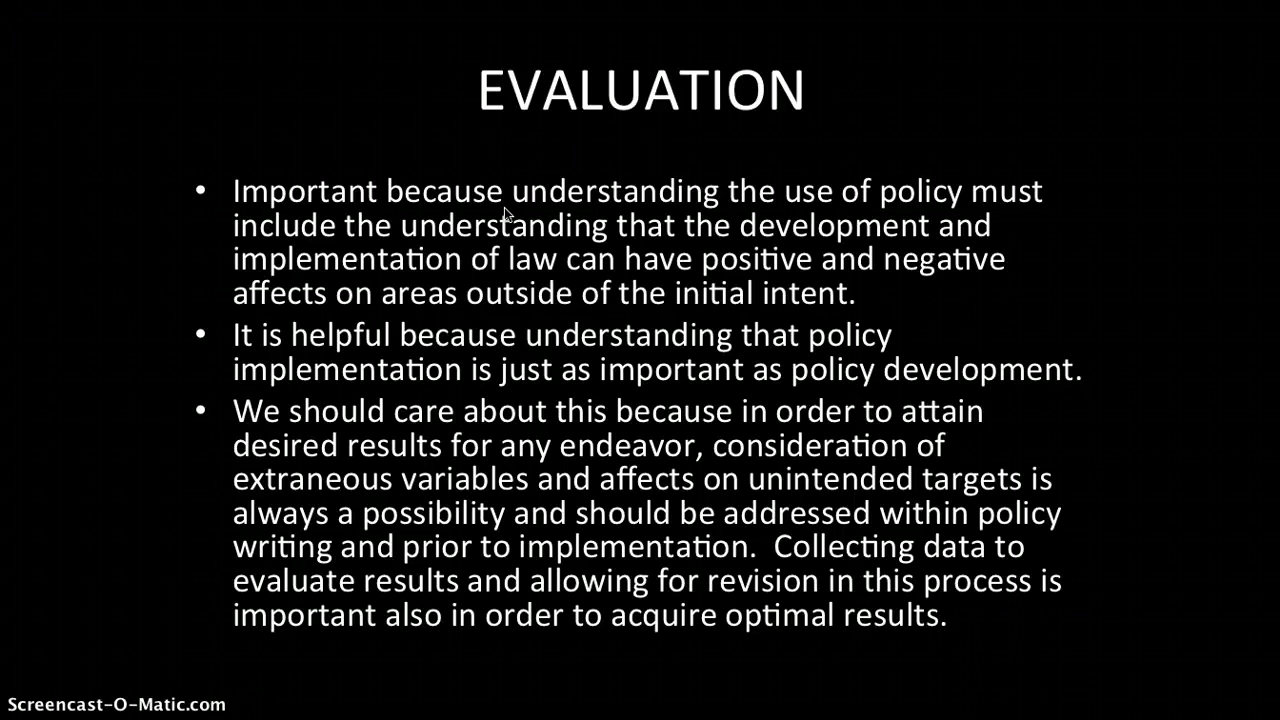 EVALUATION
• Important because understanding the use of policy must
include the understanding that the development and
implementation of law can have positive and negative
affects on areas outside of the initial intent.
• It is helpful because understanding that policy
implementation is just as important as policy development.
• We should care about this because in order to attain
desired results for any endeavor, consideration of
extraneous variables and affects on unintended targets is
always a possibility and should be addressed within policy
writing and prior to implementation.  Collecting data to
evaluate results and allowing for revision in this process is
important also in order to acquire optimal results.
Screencast-O-Matic.com